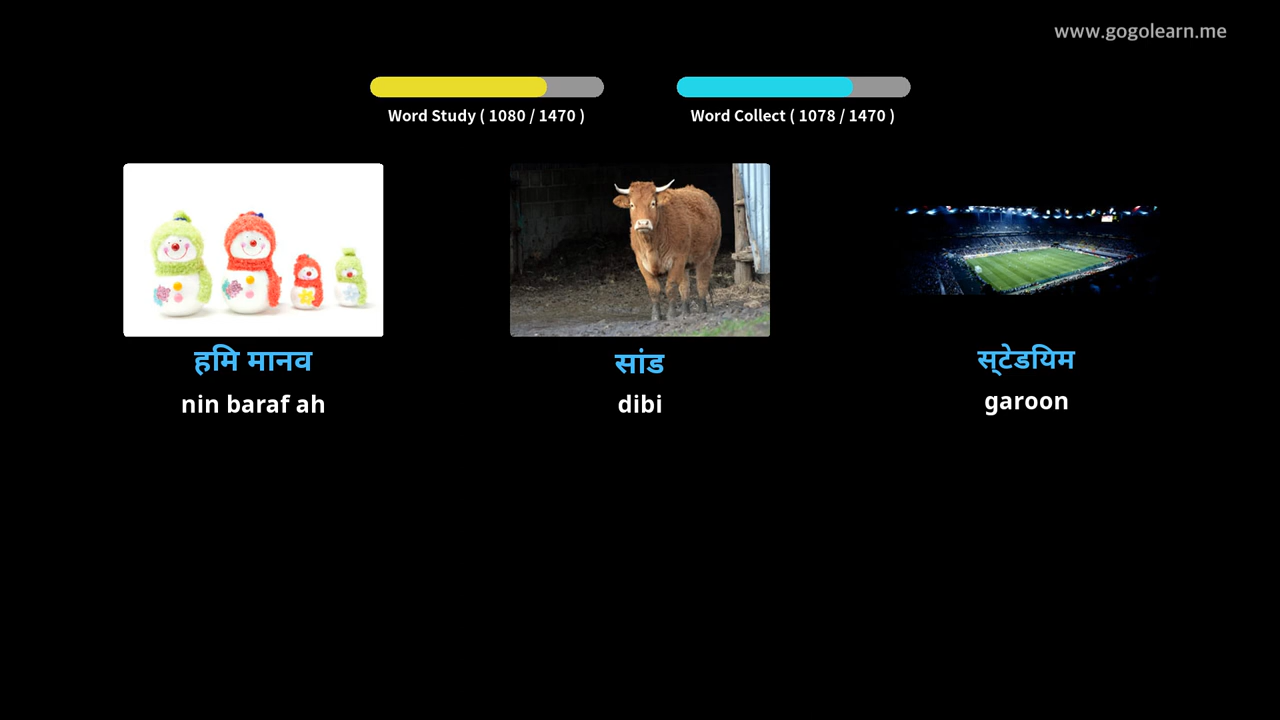 www.gogolearn.me
Word Study ( 1080 / 1470 )
Word Collect ( 1078 / 1470 )
हिम मानव
nin baraf ah
सांड
dibi
स्टेडियम
garoon